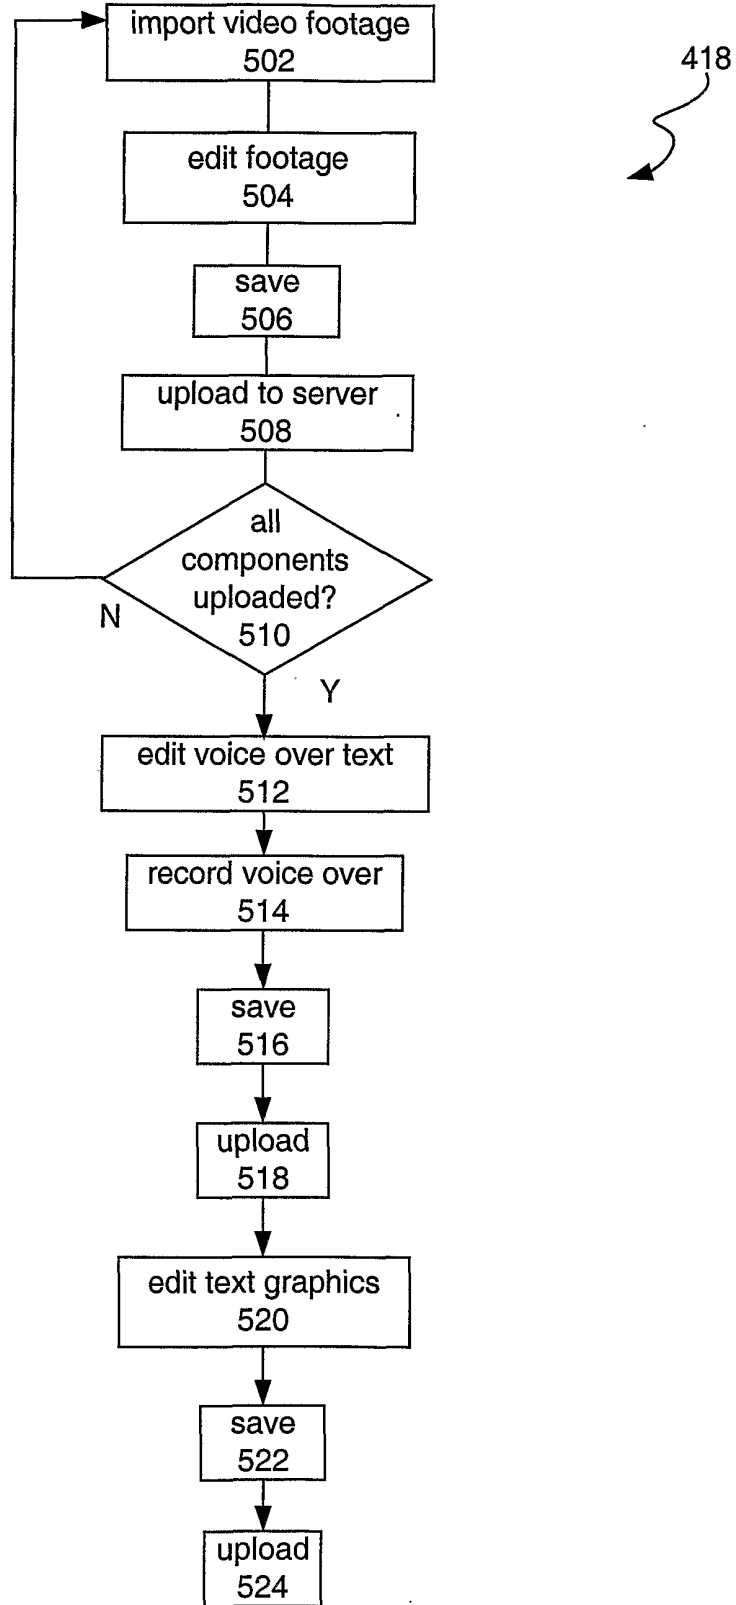 import video footage
502
418
edit footage
504
save
506
upload to server
508
all
components
uploaded?
510
N
Y
edit voice over text
512
record voice over
514
save
516
upload
518
edit text graphics
520
save
522
upload
524